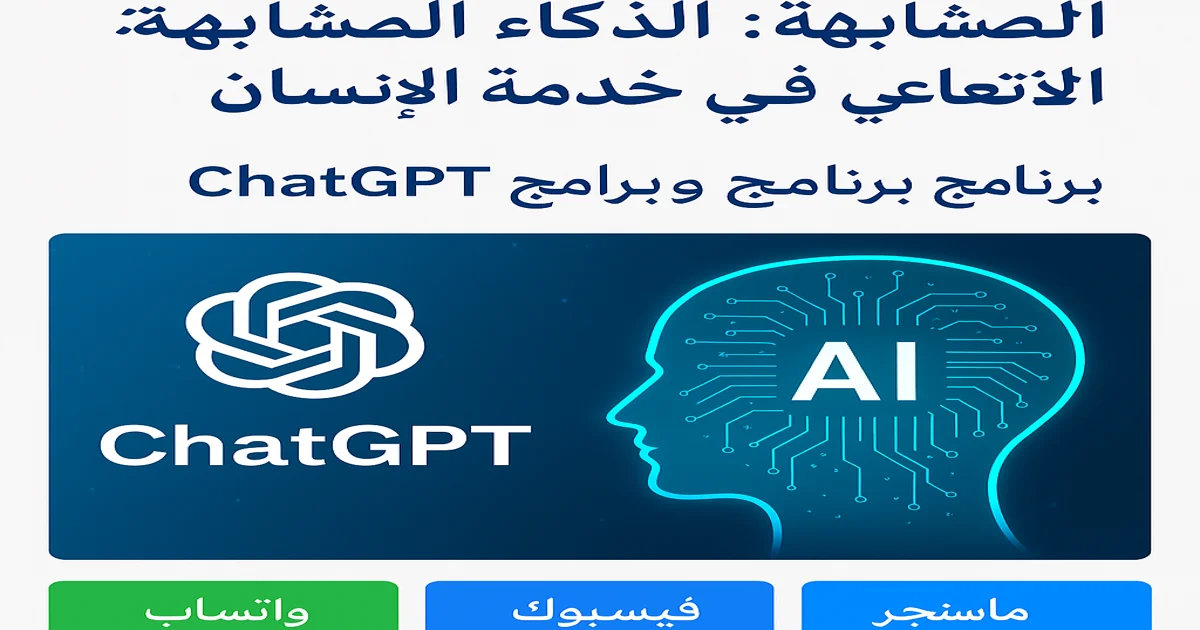 الصشابهة: الذكاء الصشابهة:
الاتعاعي في خدمة الإنسان
برنامج برنامج وبرامج ChatGPT
ChatGPT
AI
واتساب
فيسبوك
ماسنجر